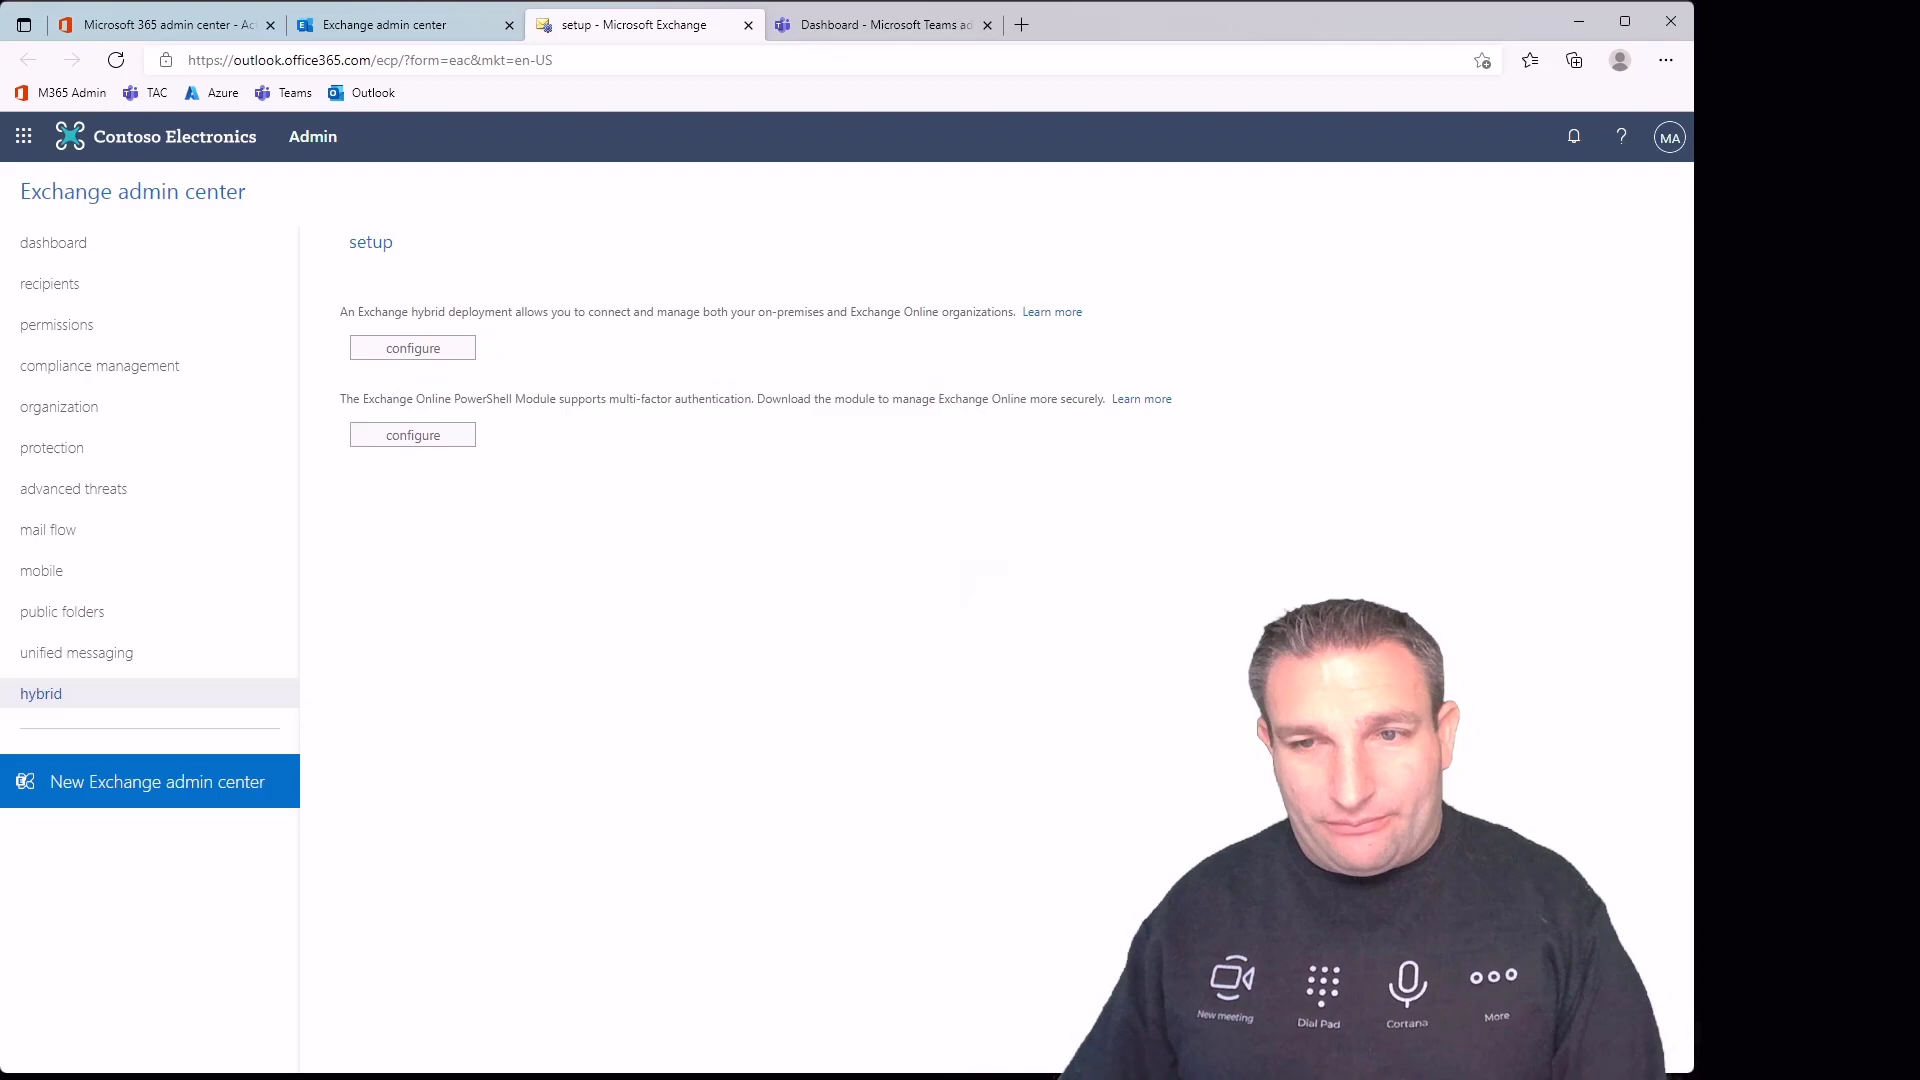 Microsoft 365 admin center - Ac
Exchange admin center
setup - Microsoft Exchange
Dashboard - Microsoft Teams ad
https://outlook.office365.com/ecp/?form=eac&mkt=en-US
M365 Admin
TAC
Azure
Teams
Outlook
Contoso Electronics
Admin
?
MA
Exchange admin center
dashboard
recipients
permissions
compliance management
organization
protection
advanced threats
mail flow
mobile
public folders
unified messaging
hybrid
New Exchange admin center
setup
An Exchange hybrid deployment allows you to connect and manage both your on-premises and Exchange Online organizations. Learn more
configure
The Exchange Online PowerShell Module supports multi-factor authentication. Download the module to manage Exchange Online more securely. Learn more
configure
New meeting
Dial Pad
Cortana
More